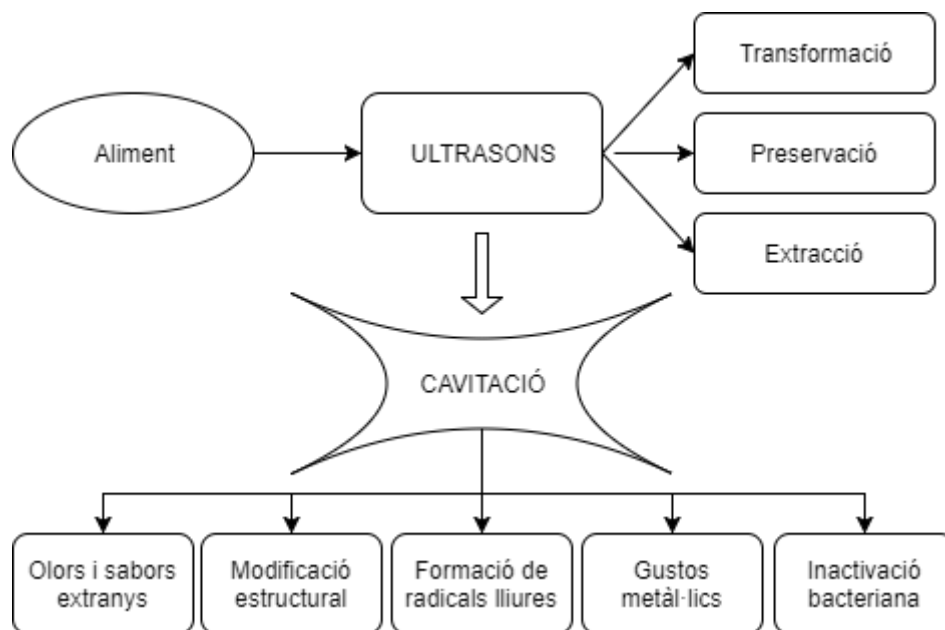 Transformació
Aliment
ULTRASONS
Preservació
Extracció
CAVITACIÓ
Olors i sabors
extranys
Modificació
estructural
Formació de
radicals lliures
Gustos
metàl·lics
Inactivació
bacteriana